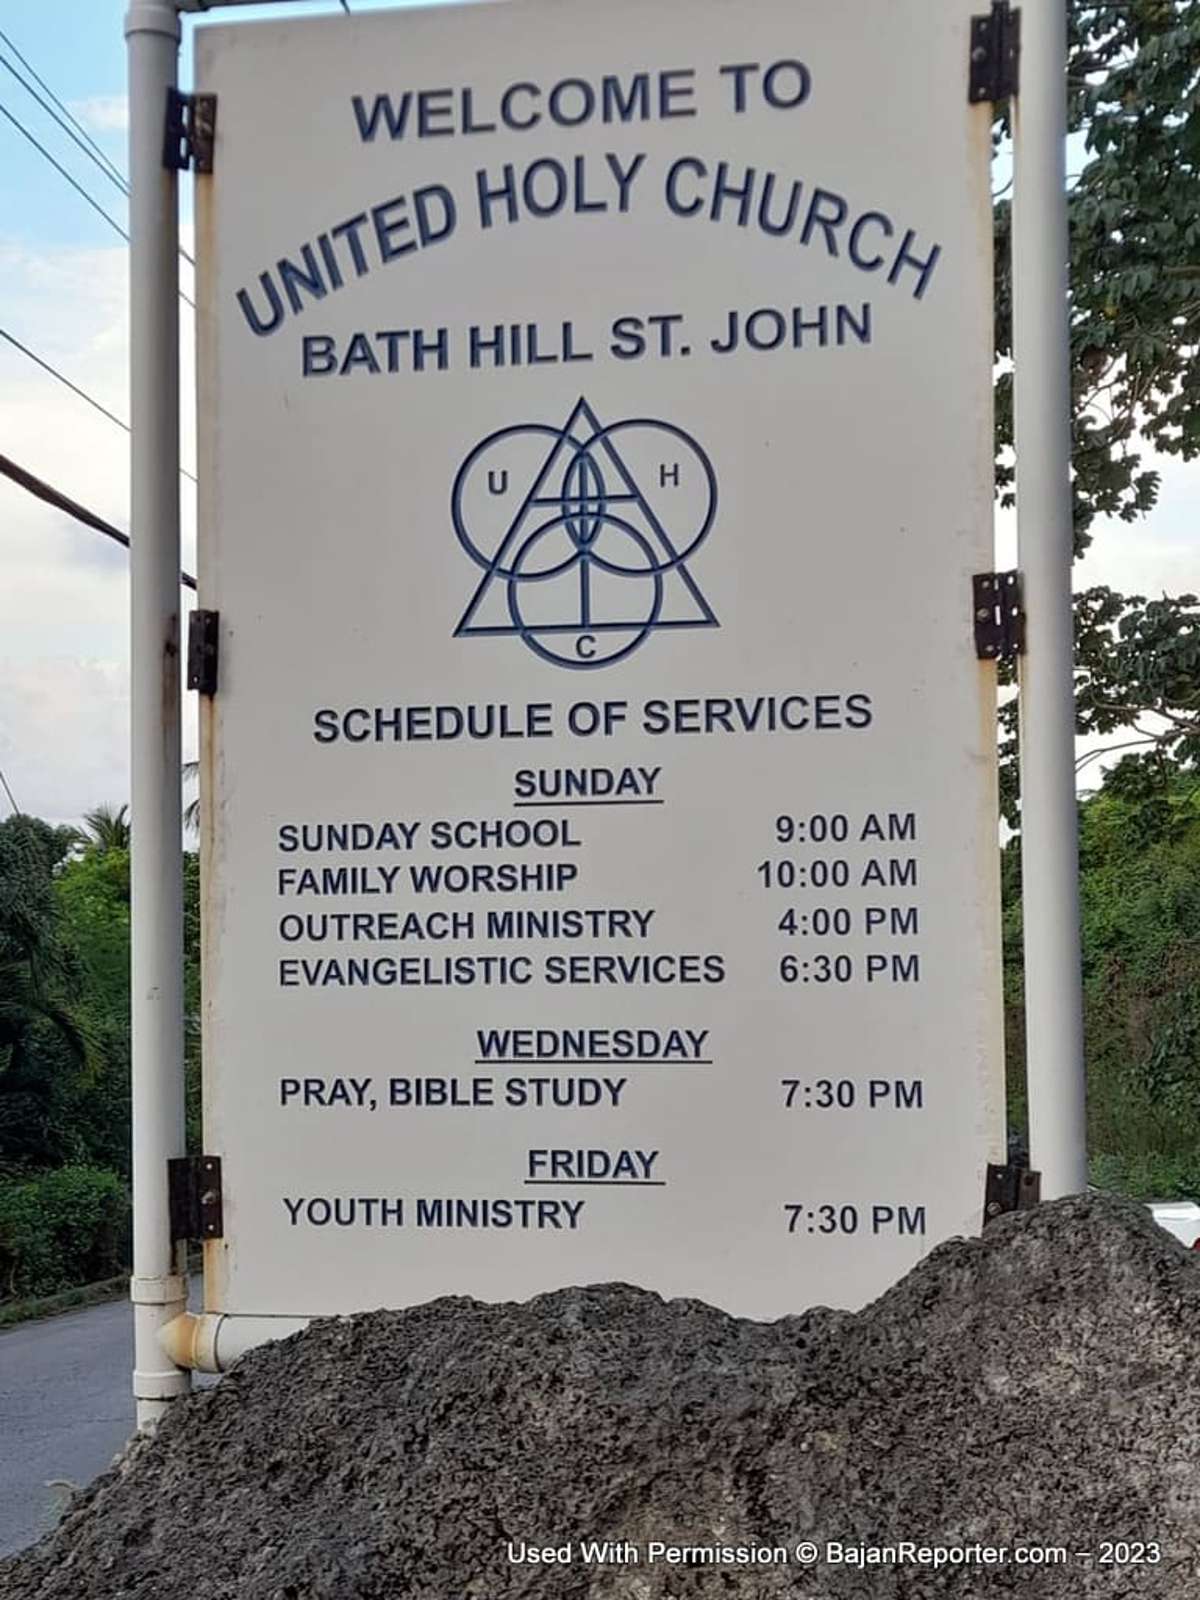 WELCOME TO
UNITED HOLY CHURCH
BATH HILL ST. JOHN
U
H
C
SCHEDULE OF SERVICES
SUNDAY
SUNDAY SCHOOL 9:00 AM
FAMILY WORSHIP 10:00 AM
OUTREACH MINISTRY 4:00 PM
EVANGELISTIC SERVICES 6:30 PM
WEDNESDAY
PRAY, BIBLE STUDY 7:30 PM
FRIDAY
YOUTH MINISTRY 7:30 PM
Used With Permission © BajanReporter.com – 2023